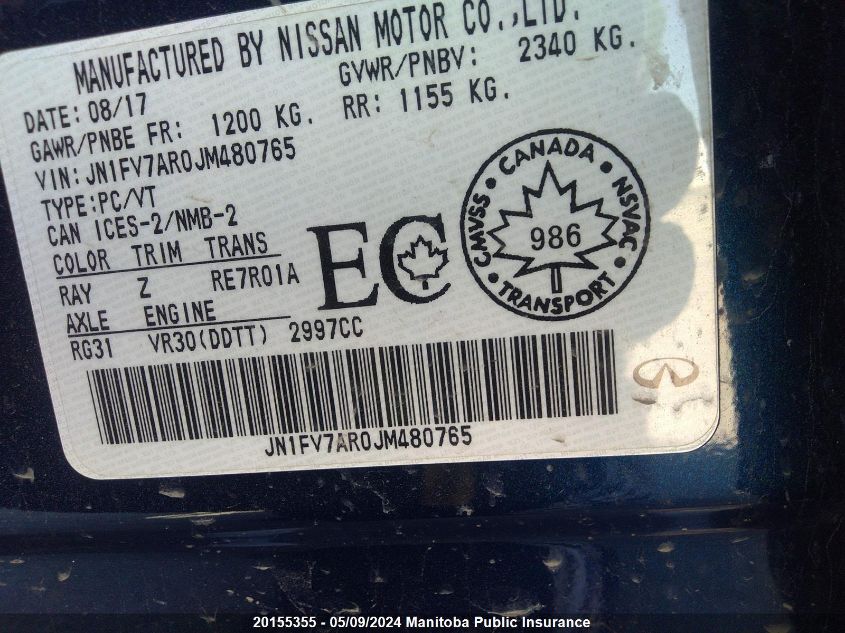 MANUFACTURED BY NISSAN MOTOR CO.,LTD.
DATE: 08/17 GVWR/PNBV: 2340 KG.
GAWR/PNBE FR: 1200 KG. RR: 1155 KG.
VIN: JN1FV7AR0JM480765
TYPE:PC/VT
CAN ICES-2/NMB-2
COLOR TRIM TRANS
RAY Z RE7R01A
AXLE ENGINE
RG31 VR30(DDTT) 2997CC
EC
CANADA
CMVSS • NSVAC
986
• TRANSPORT •
JN1FV7AR0JM480765
20155355 - 05/09/2024 Manitoba Public Insurance